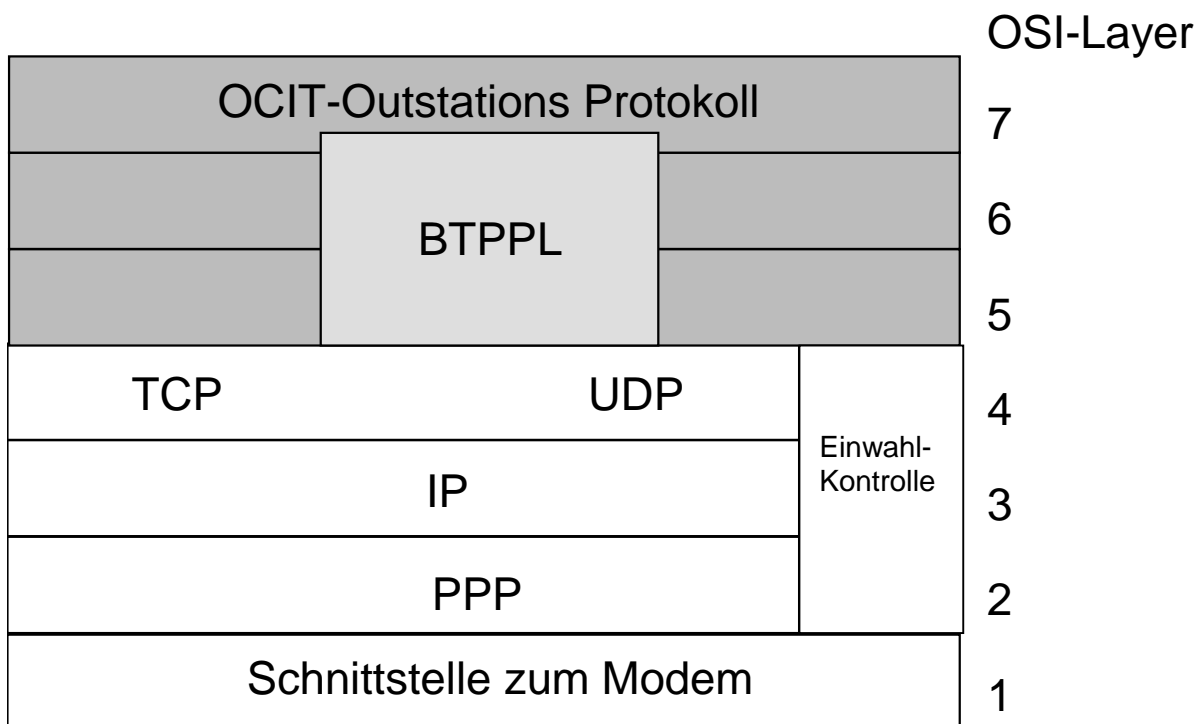 OSI-Layer
OCIT-Outstations Protokoll
7
BTPPL
6
5
TCP
UDP
4
Einwahl-
Kontrolle
IP
3
PPP
2
Schnittstelle zum Modem
1